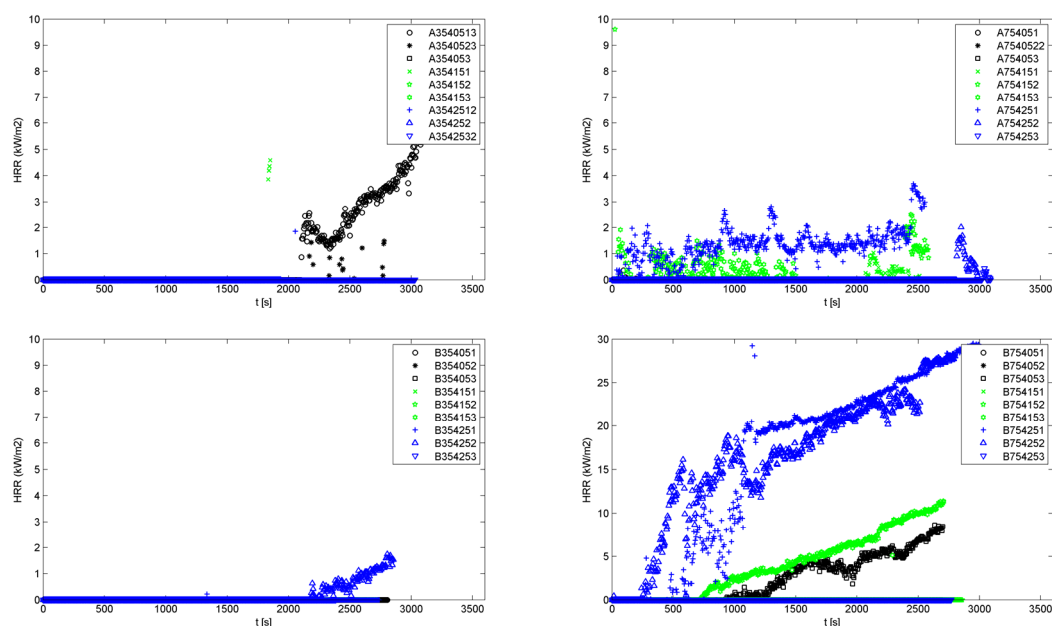 10
9
8
7
6
5
4
3
2
1
0
HRR (kW/m2)
0 500 1000 1500 2000 2500 3000 3500
t [s]
A3540513
A3540523
A354053
A354151
A354152
A354153
A3542512
A354252
A3542532
10
9
8
7
6
5
4
3
2
1
0
HRR (kW/m2)
0 500 1000 1500 2000 2500 3000 3500
t [s]
A754051
A7540522
A754053
A754151
A754152
A754153
A754251
A754252
A754253
10
9
8
7
6
5
4
3
2
1
0
HRR (kW/m2)
0 500 1000 1500 2000 2500 3000 3500
t [s]
B354051
B354052
B354053
B354151
B354152
B354153
B354251
B354252
B354253
30
25
20
15
10
5
0
HRR (kW/m2)
0 500 1000 1500 2000 2500 3000 3500
t [s]
B754051
B754052
B754053
B754151
B754152
B754153
B754251
B754252
B754253